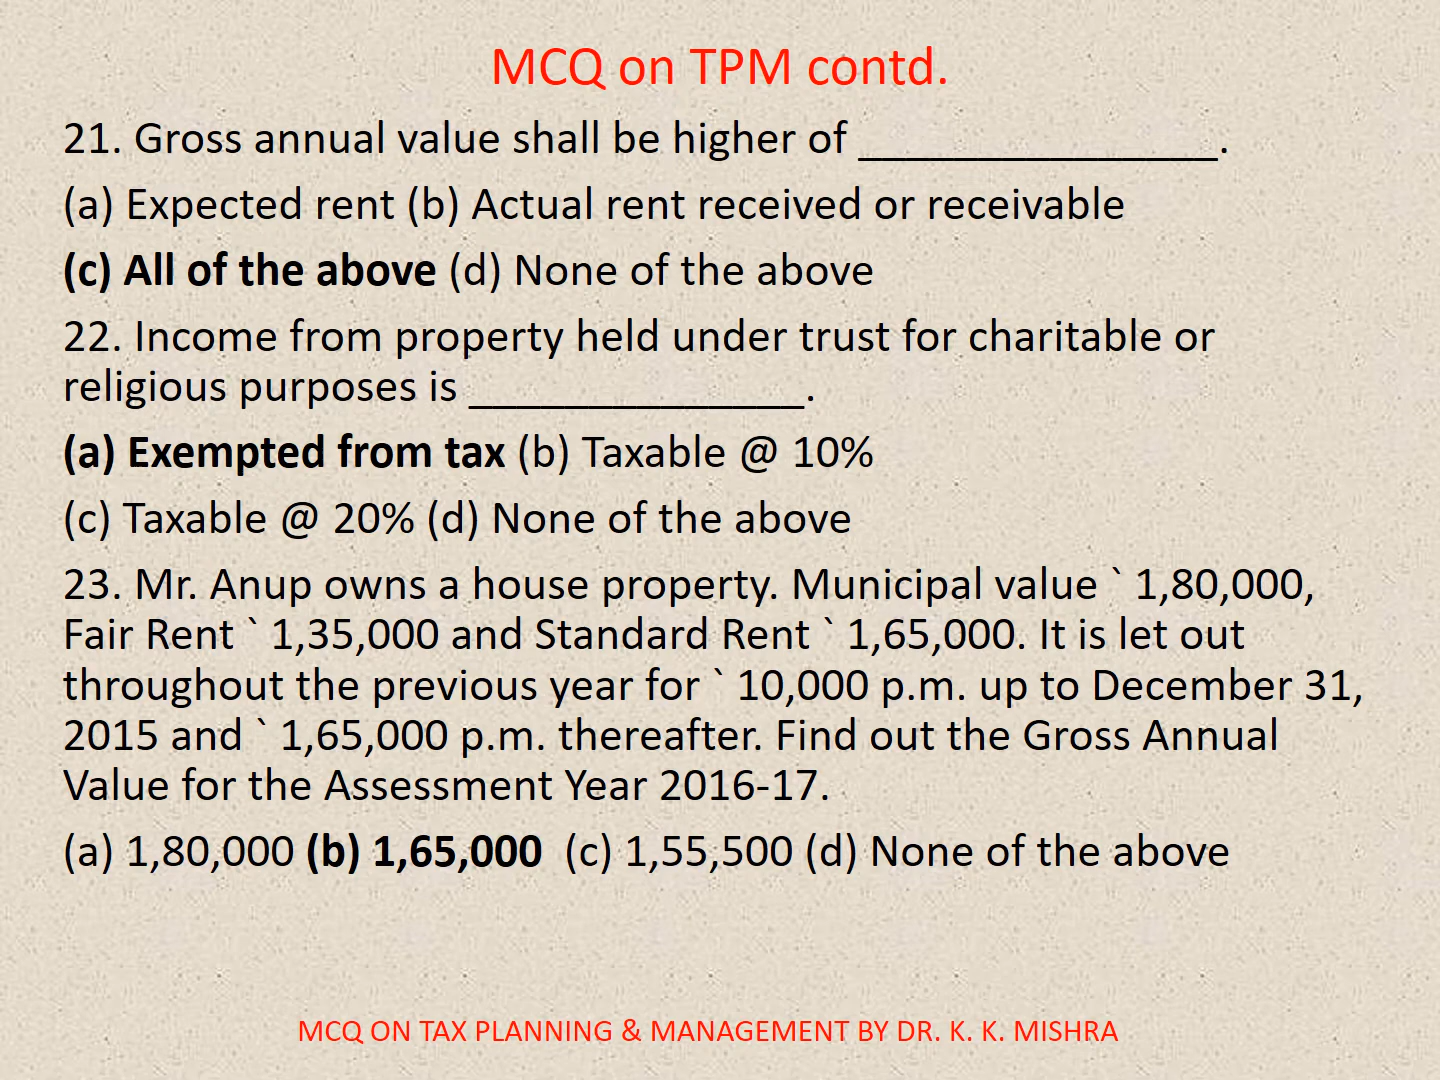 MCQ on TPM contd.
21. Gross annual value shall be higher of _______________.
(a) Expected rent (b) Actual rent received or receivable
(c) All of the above (d) None of the above
22. Income from property held under trust for charitable or
religious purposes is ______________.
(a) Exempted from tax (b) Taxable @ 10%
(c) Taxable @ 20% (d) None of the above
23. Mr. Anup owns a house property. Municipal value ` 1,80,000,
Fair Rent ` 1,35,000 and Standard Rent ` 1,65,000. It is let out
throughout the previous year for ` 10,000 p.m. up to December 31,
2015 and ` 1,65,000 p.m. thereafter. Find out the Gross Annual
Value for the Assessment Year 2016-17.
(a) 1,80,000 (b) 1,65,000 (c) 1,55,500 (d) None of the above
MCQ ON TAX PLANNING & MANAGEMENT BY DR. K. K. MISHRA